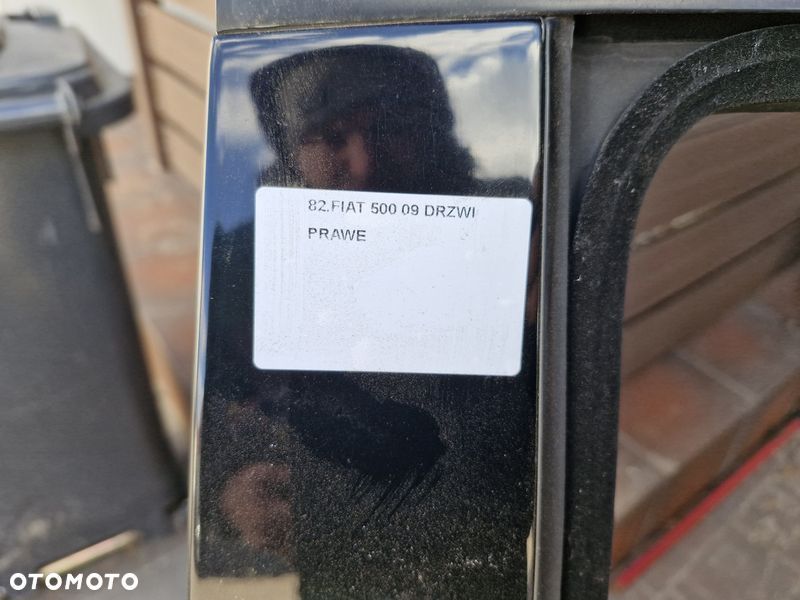 82.FIAT 500 09 DRZWI
PRAWE
OTOMOTO